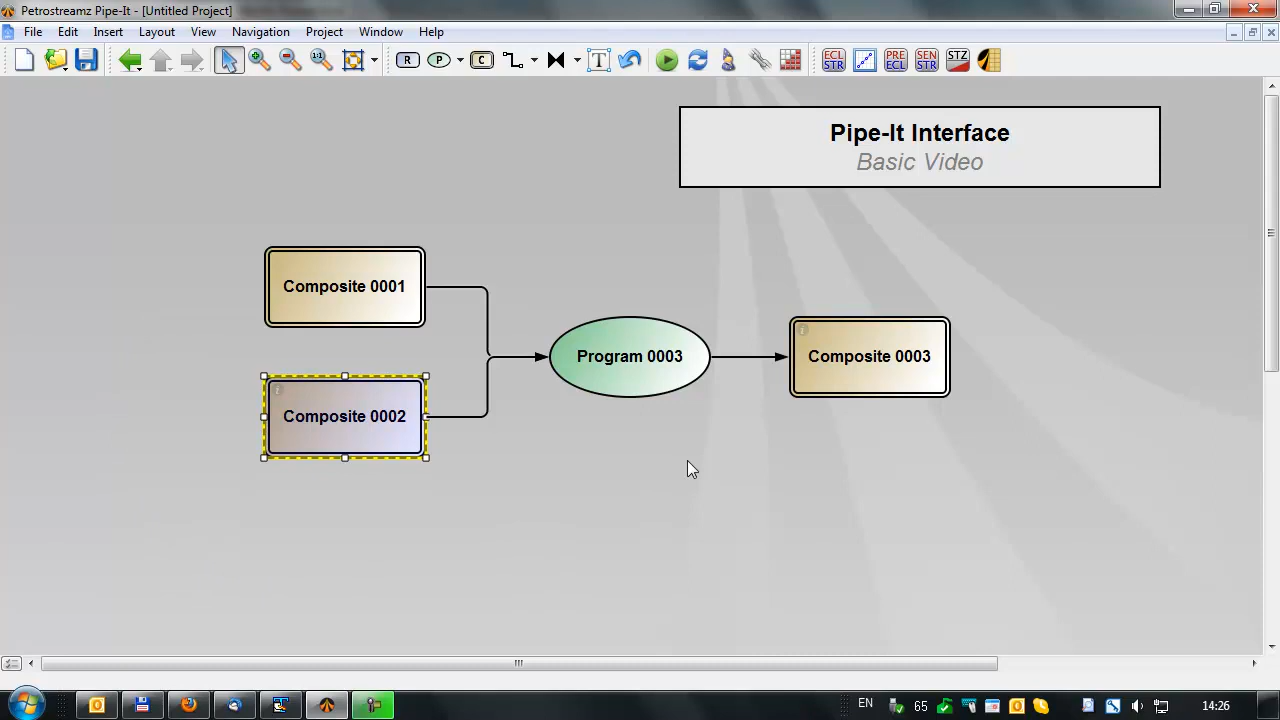 Petrostreamz Pipe-It - [Untitled Project]
File Edit Insert Layout View Navigation Project Window Help
R P C T 1:1 ECL STR PRE ECL SEN STR STZ
Pipe-It Interface
Basic Video
Composite 0001
Program 0003
Composite 0003
Composite 0002
EN 65 14:26